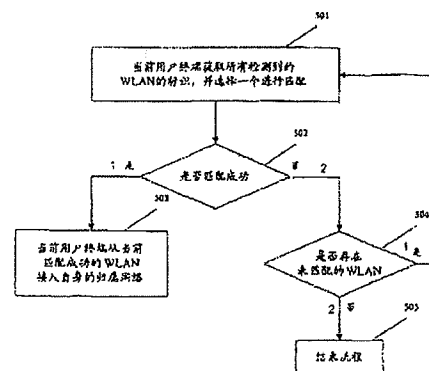 501
当前用户终端获取所有检测到的
WLAN的标识，并选择一个进行匹配
502
是否匹配成功
1 是
否 2
503
当前用户终端从当前
匹配成功的WLAN
接入自身的归属网络
504
是否存在
未匹配的WLAN
1 是
2 否
505
结束流程